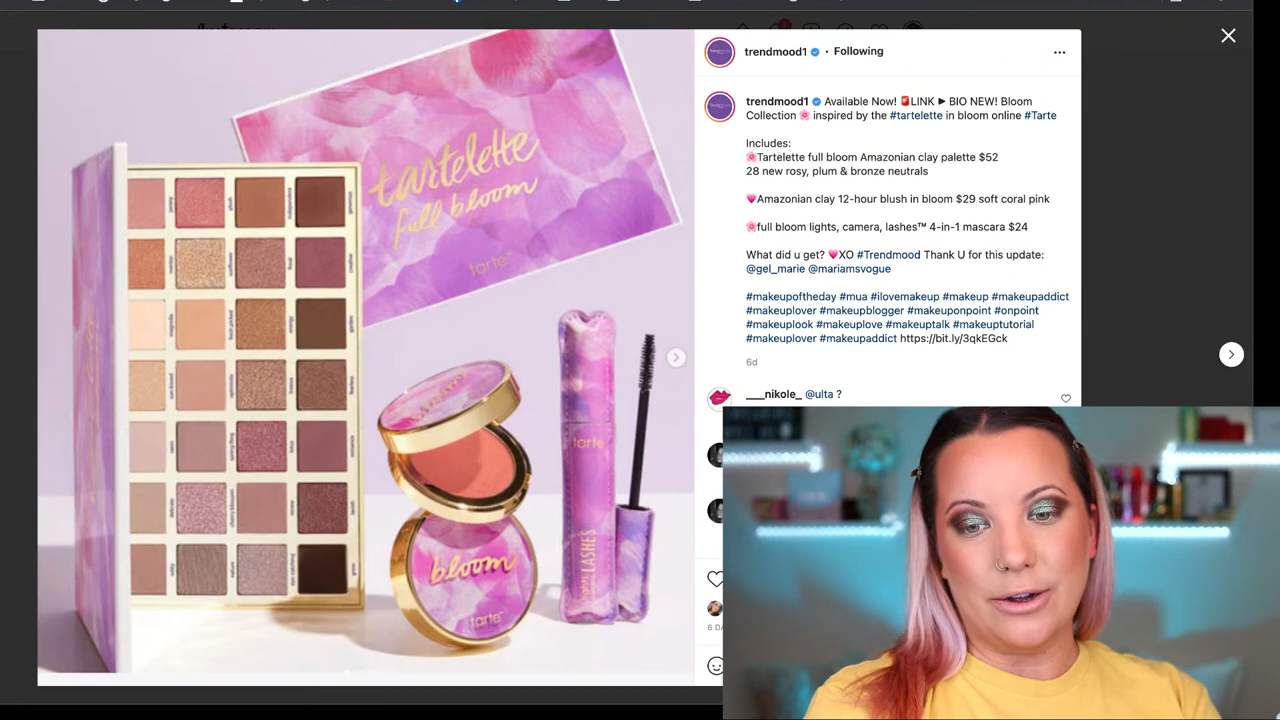 trendmood1 • Following
trendmood1 Available Now! 🚨LINK ▶ BIO NEW! Bloom
Collection 🌸 inspired by the #tartelette in bloom online #Tarte
Includes:
🌸Tartelette full bloom Amazonian clay palette $52
28 new rosy, plum & bronze neutrals
💗Amazonian clay 12-hour blush in bloom $29 soft coral pink
🌸full bloom lights, camera, lashes™ 4-in-1 mascara $24
What did u get? 💗XO #Trendmood Thank U for this update:
@gel_marie @mariamsvogue
#makeupoftheday #mua #ilovemakeup #makeup #makeupaddict
#makeuplover #makeupblogger #makeuponpoint #onpoint
#makeuplook #makeuplove #makeuptalk #makeuptutorial
#makeuplover #makeupaddict https://bit.ly/3qkEGck
6d
___nikole_ @ulta ?
tartelette
full bloom
tarte™
bloom
tarte™
tarte
LASHES